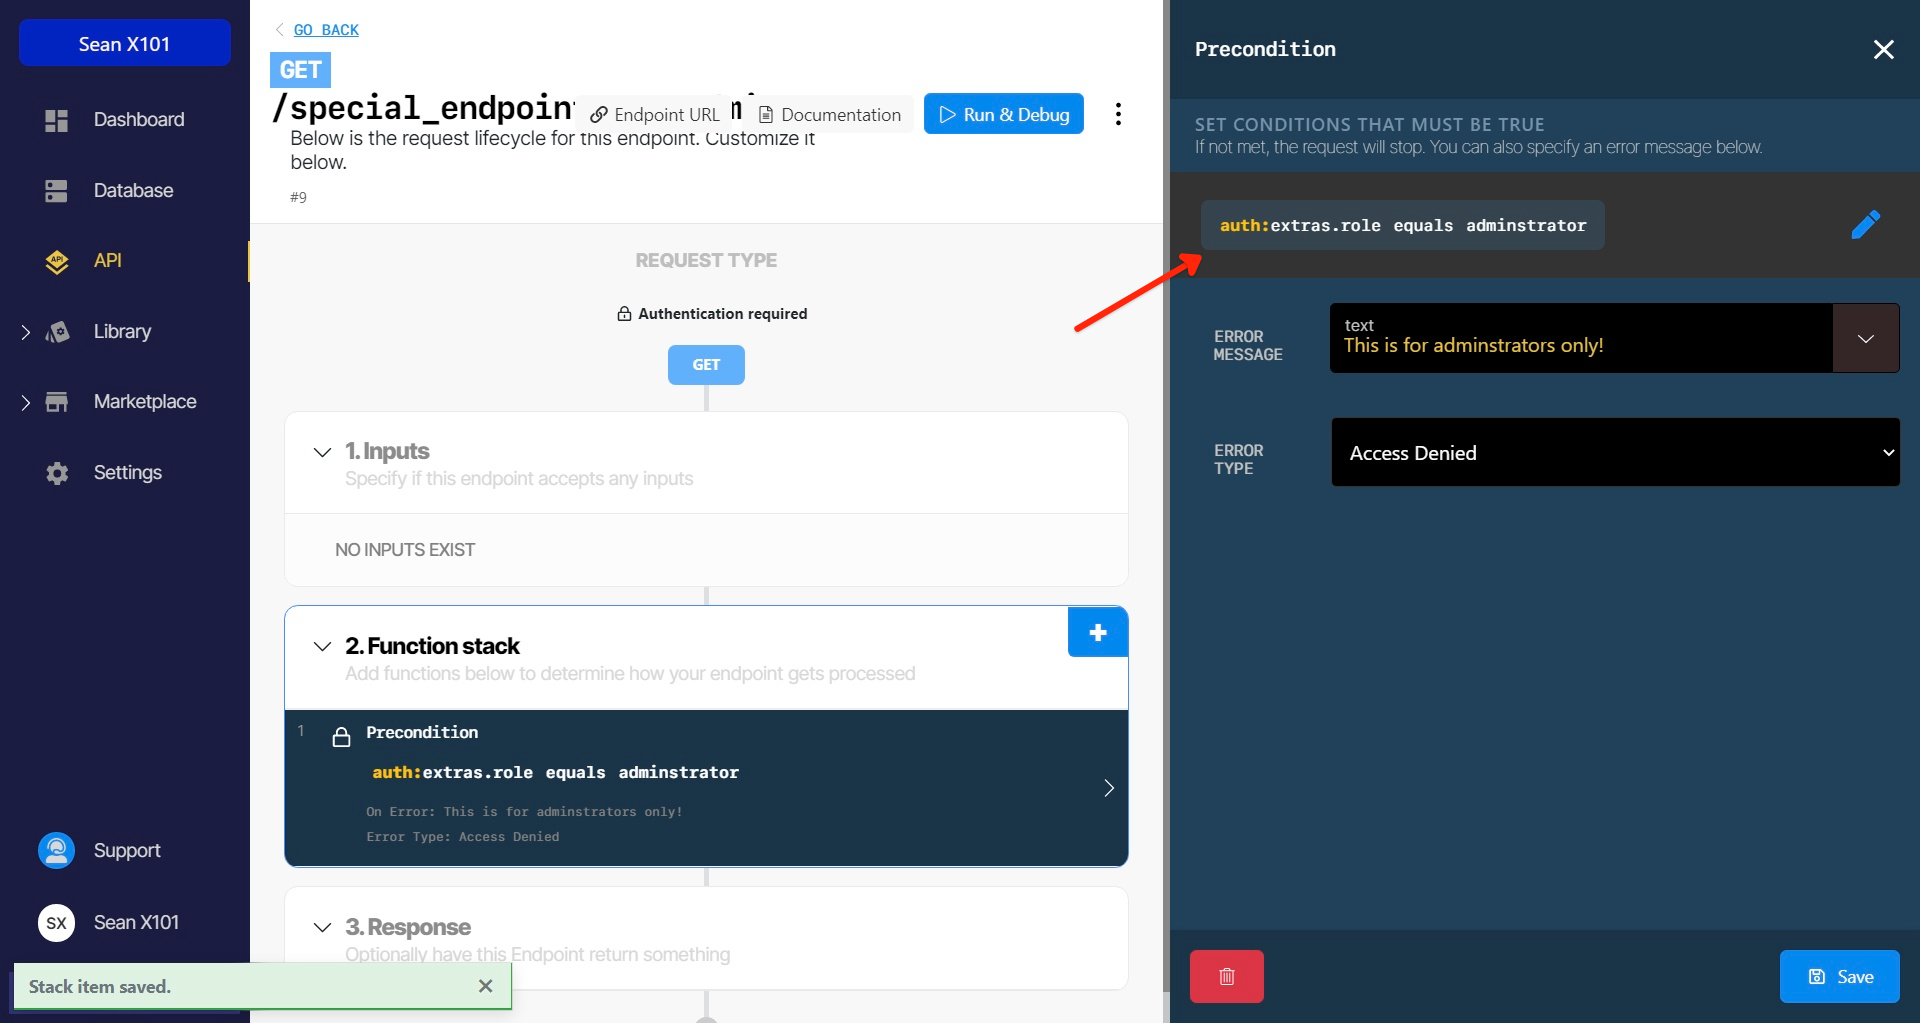 Sean X101
Dashboard
Database
API
Library
Marketplace
Settings
Support
SX
Sean X101
Stack item saved.
GO BACK
GET
Endpoint URL
Documentation
Run & Debug
Below is the request lifecycle for this endpoint. Customize it
below.
#9
REQUEST TYPE
Authentication required
GET
1. Inputs
Specify if this endpoint accepts any inputs
NO INPUTS EXIST
2. Function stack
Add functions below to determine how your endpoint gets processed
1
Precondition
auth:extras.role equals adminstrator
On Error: This is for adminstrators only!
Error Type: Access Denied
3. Response
Optionally have this Endpoint return something
Precondition
SET CONDITIONS THAT MUST BE TRUE
If not met, the request will stop. You can also specify an error message below.
auth:extras.role equals adminstrator
ERROR
MESSAGE
text
This is for adminstrators only!
ERROR
TYPE
Access Denied
Save